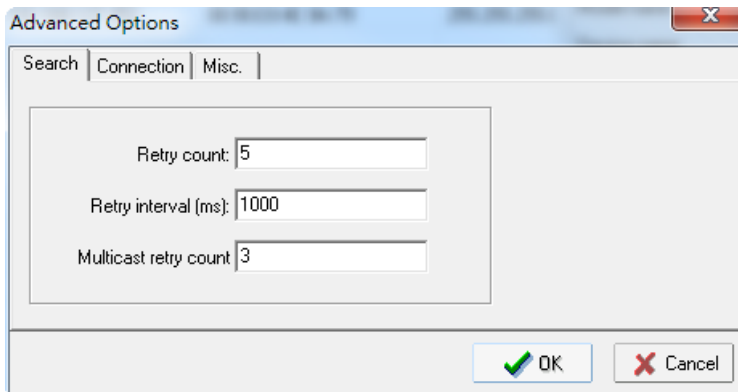 Advanced Options
Search Connection Misc.
Retry count: 5
Retry interval (ms): 1000
Multicast retry count 3
OK Cancel